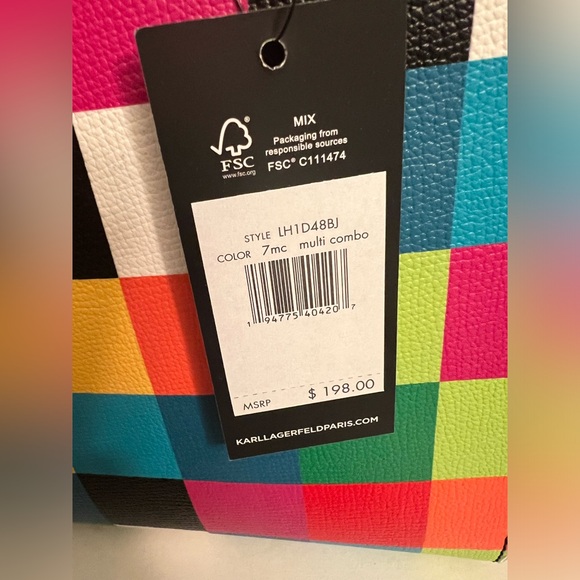 MIX
Packaging from
responsible sources
FSC® C111474
FSC
www.fsc.org
STYLE LH1D48BJ
COLOR 7mc multi combo
1 94775 40420 7
MSRP $ 198.00
KARLLAGERFELDPARIS.COM